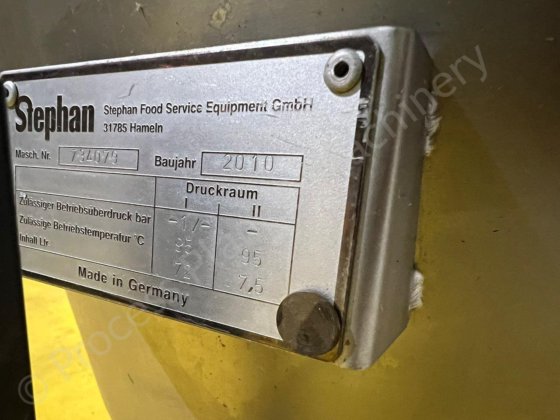 Stephan
Stephan Food Service Equipment GmbH
31785 Hameln
Masch. Nr. 734079 Baujahr 2010
Druckraum
I II
Zulässiger Betriebsüberdruck bar -1/- -
Zulässige Betriebstemperatur °C 95 95
Inhalt Ltr. 72 7,5
Made in Germany